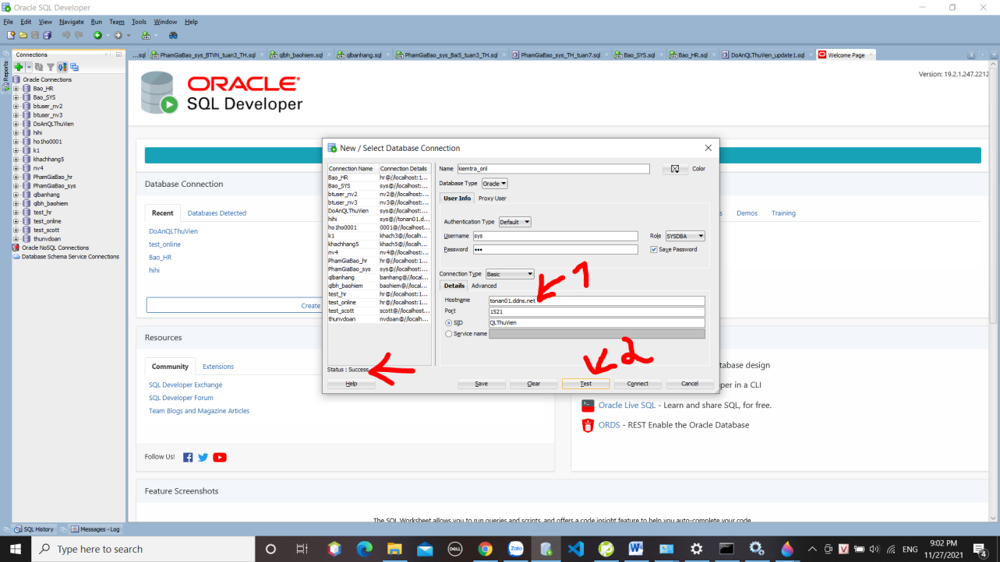 Oracle SQL Developer
File Edit View Navigate Run Team Tools Window Help
Connections
...sql
PhamGiaBao_sys_BTVN_tuan3_TH.sql
qlbh_baohiem.sql
qlbanhang.sql
PhamGiaBao_sys_Bai5_tuan3_TH.sql
PhamGiaBao_sys_TH_tuan7.sql
Bao_SYS.sql
Bao_HR.sql
DoAnQLThuVien_update1.sql
Welcome Page
Reports
Oracle Connections
Bao_HR
Bao_SYS
btuser_nv2
btuser_nv3
DoAnQLThuVien
hihi
ho1ho0001
k1
khachhang5
nv4
PhamGiaBao_hr
PhamGiaBao_sys
qlbanhang
qlbh_baohiem
test_hr
test_online
test_scott
thunvdoan
Oracle NoSQL Connections
Database Schema Service Connections
ORACLE
SQL Developer
Version: 19.2.1.247.2212
Database Connection
Recent Databases Detected
DoAnQLThuVien
test_online
Bao_HR
hihi
Create
Demos Training
Resources
Community Extensions
SQL Developer Exchange
SQL Developer Forum
Team Blogs and Magazine Articles
Follow Us!
tabase design
per in a CLI
Oracle Live SQL - Learn and share SQL, for free.
ORDS - REST Enable the Oracle Database
Feature Screenshots
The SQL Worksheet allows you to run queries and scripts, and offers a code insight feature to help you auto-complete your code.
New / Select Database Connection
Connection Name Connection Details
Bao_HR hr@//localhost:1...
Bao_SYS sys@//localhost:...
btuser_nv2 nv2@//localhost:...
btuser_nv3 nv3@//localhost:...
DoAnQLThuVien sys@//localhost:...
hihi sys@//tonan01.d...
ho1ho0001 0001@//localhost...
k1 khach3@//localh...
khachhang5 khach5@//localh...
nv4 nv4@//localhost:...
PhamGiaBao_hr hr@//localhost:1...
PhamGiaBao_sys sys@//localhost:...
qlbanhang banhang@//local...
qlbh_baohiem baohiem@//local...
test_hr hr@//localhost:1...
test_online hr@//localhost:1...
test_scott scott@//localhost...
thunvdoan nvdoan@//localh...
Name kiemtra_onl Color
Database Type Oracle
User Info Proxy User
Authentication Type Default
Username sys Role SYSDBA
Password ••• Save Password
Connection Type Basic
1
Details Advanced
Hostname tonan01.ddns.net
Port 1521
SID QLThuVien
Service name
2
Status : Success
Help Save Clear Test Connect Cancel
SQL History Messages - Log
Type here to search
DELL
Zalo
ENG
9:02 PM
11/27/2021
4